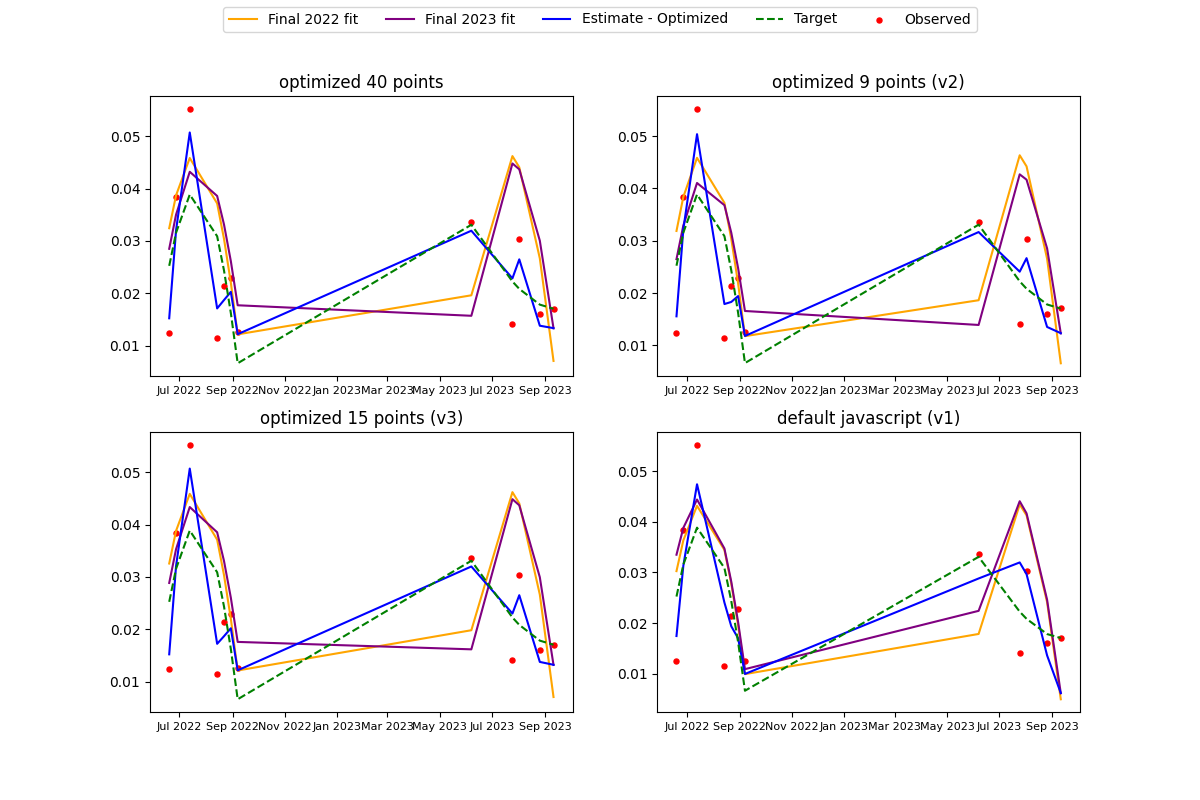 Final 2022 fit Final 2023 fit Estimate - Optimized Target Observed
optimized 40 points
0.05
0.04
0.03
0.02
0.01
Jul 2022 Sep 2022 Nov 2022 Jan 2023 Mar 2023 May 2023 Jul 2023 Sep 2023
optimized 9 points (v2)
0.05
0.04
0.03
0.02
0.01
Jul 2022 Sep 2022 Nov 2022 Jan 2023 Mar 2023 May 2023 Jul 2023 Sep 2023
optimized 15 points (v3)
0.05
0.04
0.03
0.02
0.01
Jul 2022 Sep 2022 Nov 2022 Jan 2023 Mar 2023 May 2023 Jul 2023 Sep 2023
default javascript (v1)
0.05
0.04
0.03
0.02
0.01
Jul 2022 Sep 2022 Nov 2022 Jan 2023 Mar 2023 May 2023 Jul 2023 Sep 2023